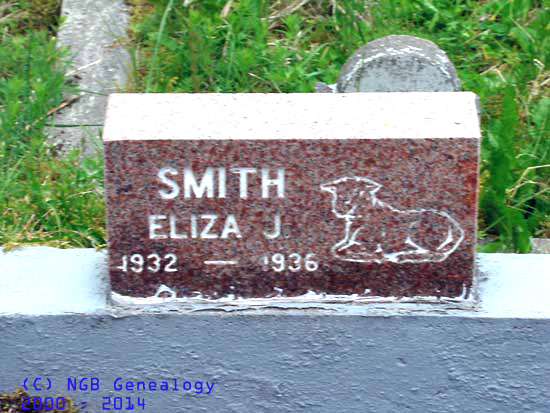 SMITH
ELIZA J.
1932 — 1936
(C) NGB Genealogy
2000 - 2014